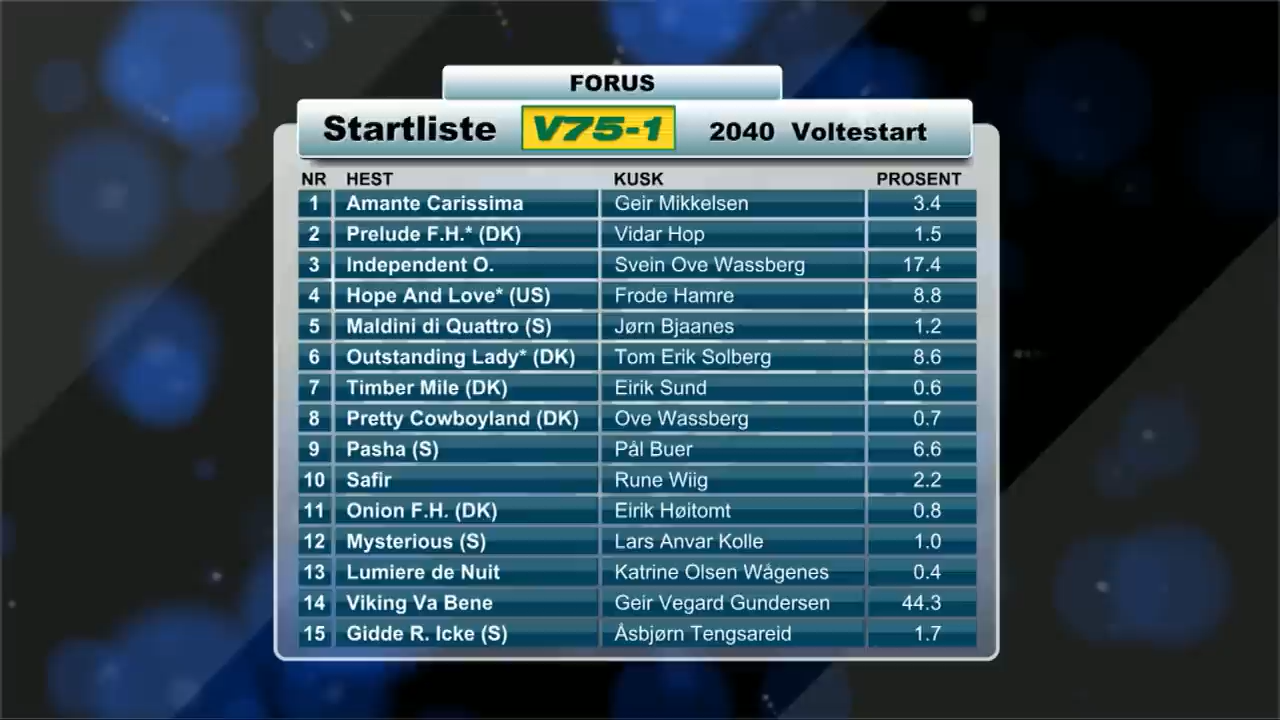 FORUS
Startliste V75-1 2040 Voltestart
NR HEST KUSK PROSENT
1 Amante Carissima Geir Mikkelsen 3.4
2 Prelude F.H.* (DK) Vidar Hop 1.5
3 Independent O. Svein Ove Wassberg 17.4
4 Hope And Love* (US) Frode Hamre 8.8
5 Maldini di Quattro (S) Jørn Bjaanes 1.2
6 Outstanding Lady* (DK) Tom Erik Solberg 8.6
7 Timber Mile (DK) Eirik Sund 0.6
8 Pretty Cowboyland (DK) Ove Wassberg 0.7
9 Pasha (S) Pål Buer 6.6
10 Safir Rune Wiig 2.2
11 Onion F.H. (DK) Eirik Høitomt 0.8
12 Mysterious (S) Lars Anvar Kolle 1.0
13 Lumiere de Nuit Katrine Olsen Wågenes 0.4
14 Viking Va Bene Geir Vegard Gundersen 44.3
15 Gidde R. Icke (S) Åsbjørn Tengsareid 1.7